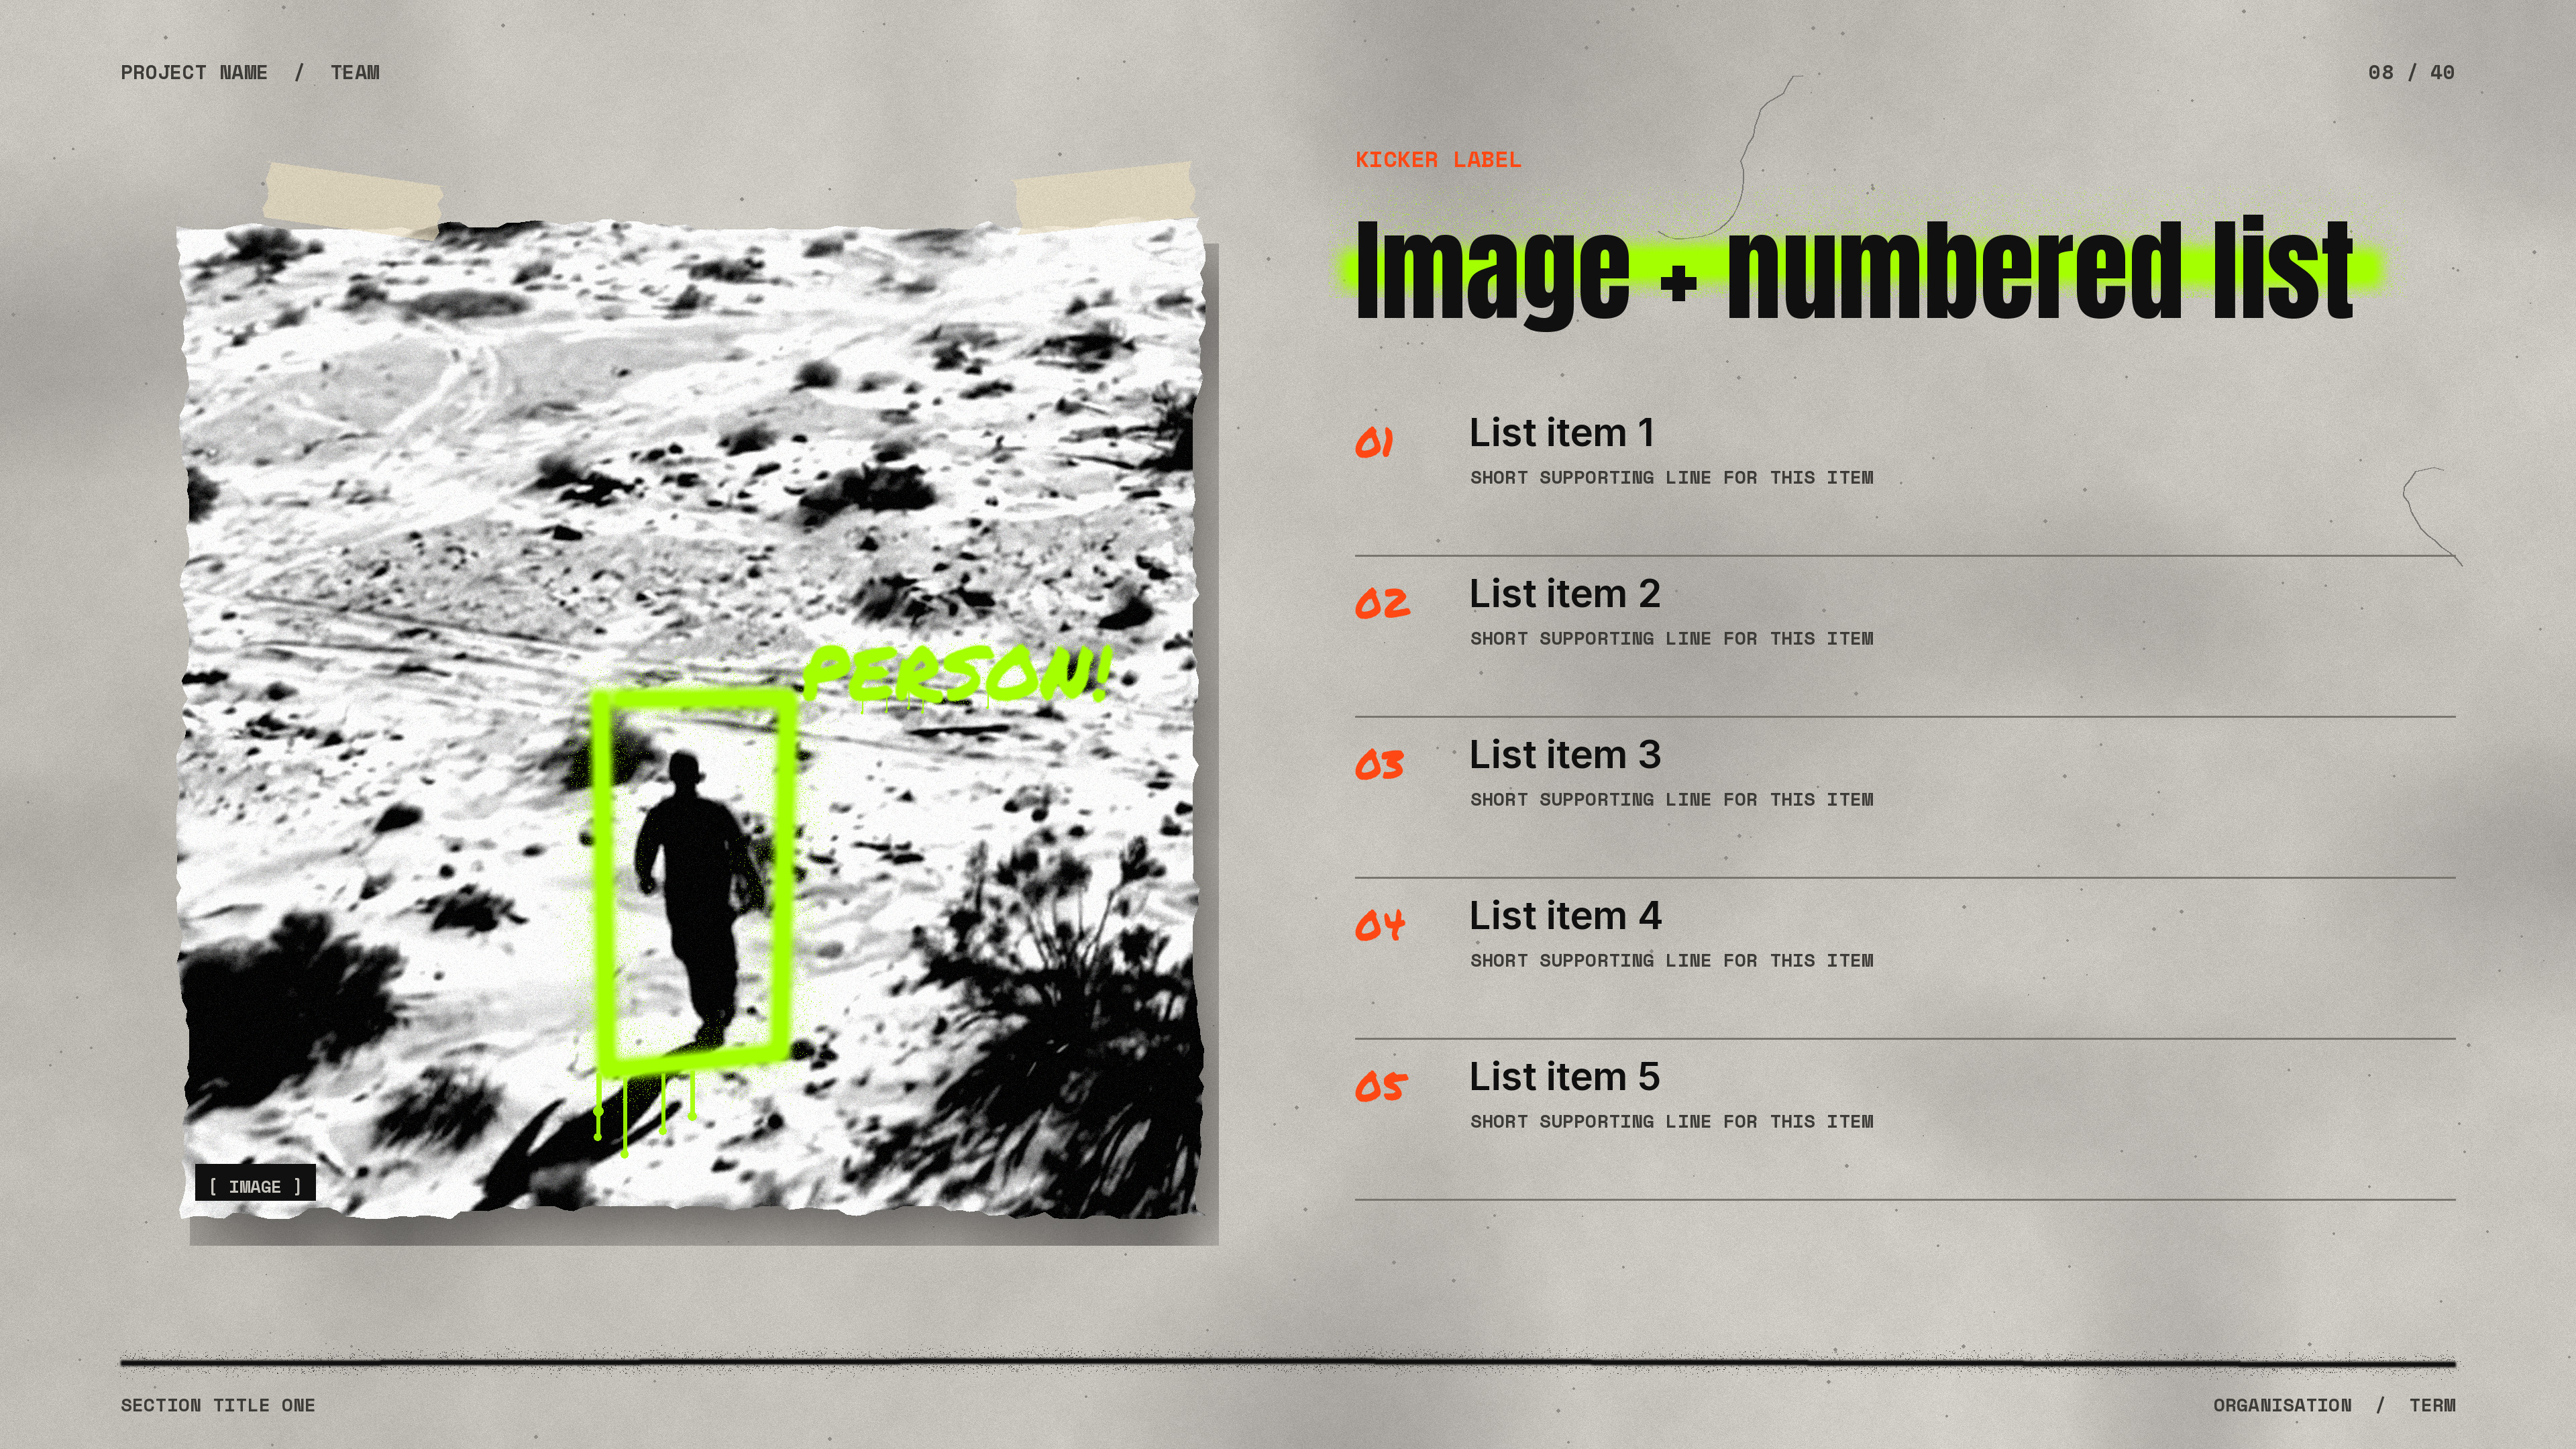 PROJECT NAME / TEAM
08 / 40
PERSON!
[ IMAGE ]
KICKER LABEL
Image + numbered list
01 List item 1
SHORT SUPPORTING LINE FOR THIS ITEM
02 List item 2
SHORT SUPPORTING LINE FOR THIS ITEM
03 List item 3
SHORT SUPPORTING LINE FOR THIS ITEM
04 List item 4
SHORT SUPPORTING LINE FOR THIS ITEM
05 List item 5
SHORT SUPPORTING LINE FOR THIS ITEM
SECTION TITLE ONE
ORGANISATION / TERM